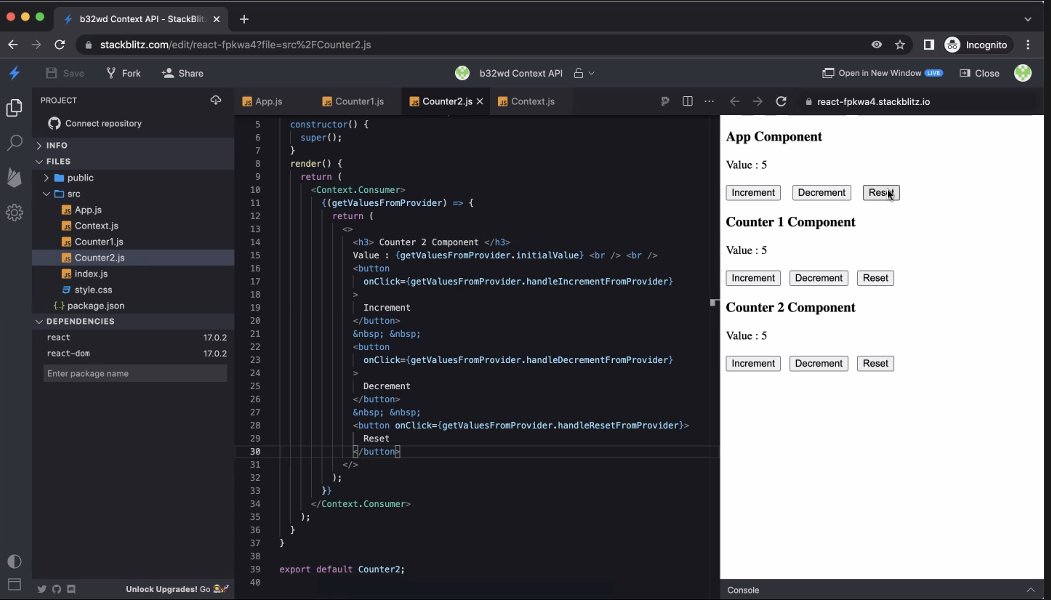 b32wd Context API - StackBlitz
stackblitz.com/edit/react-fpkwa4?file=src%2FCounter2.js
Incognito
Save
Fork
Share
b32wd Context API
Open in New Window LIVE
Close
PROJECT
Connect repository
INFO
FILES
public
src
App.js
Context.js
Counter1.js
Counter2.js
index.js
style.css
package.json
DEPENDENCIES
react 17.0.2
react-dom 17.0.2
Enter package name
Unlock Upgrades! Go
App.js Counter1.js Counter2.js Context.js
5 constructor() {
6 super();
7 }
8 render() {
9 return (
10 <Context.Consumer>
11 {(getValuesFromProvider) => {
12 return (
13 <>
14 <h3> Counter 2 Component </h3>
15 Value : {getValuesFromProvider.initialValue} <br /> <br />
16 <button
17 onClick={getValuesFromProvider.handleIncrementFromProvider}
18 >
19 Increment
20 </button>
21 &nbsp; &nbsp;
22 <button
23 onClick={getValuesFromProvider.handleDecrementFromProvider}
24 >
25 Decrement
26 </button>
27 &nbsp; &nbsp;
28 <button onClick={getValuesFromProvider.handleResetFromProvider}>
29 Reset
30 </button>
31 </>
32 );
33 }}
34 </Context.Consumer>
35 );
36 }
37 }
38
39 export default Counter2;
40
react-fpkwa4.stackblitz.io
App Component
Value : 5
Increment Decrement Reset
Counter 1 Component
Value : 5
Increment Decrement Reset
Counter 2 Component
Value : 5
Increment Decrement Reset
Console